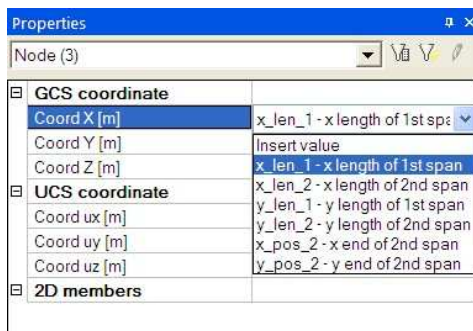 Properties
Node (3)
GCS coordinate
Coord X [m] x_len_1 - x length of 1st spa
Coord Y [m] Insert value
Coord Z [m] x_len_1 - x length of 1st span
x_len_2 - x length of 2nd span
UCS coordinate y_len_1 - y length of 1st span
Coord ux [m] y_len_2 - y length of 2nd span
Coord uy [m] x_pos_2 - x end of 2nd span
Coord uz [m] y_pos_2 - y end of 2nd span
2D members